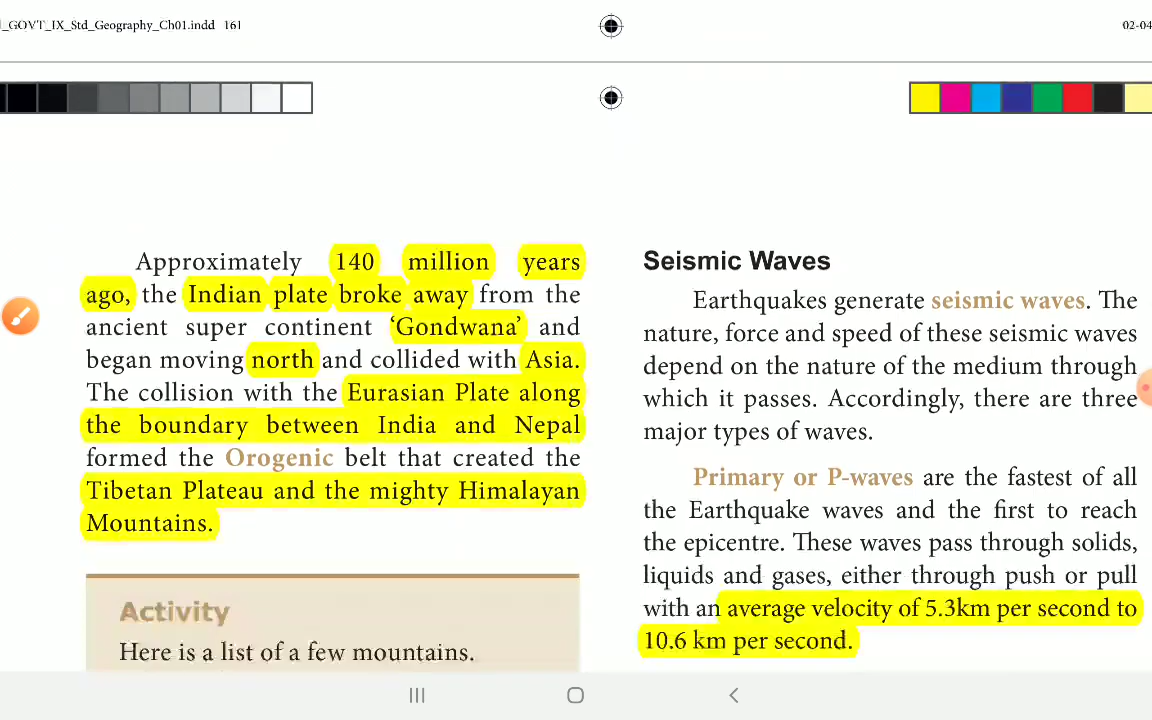 l_GOVT_IX_Std_Geography_Ch01.indd 161
02-04
Approximately 140 million years
ago, the Indian plate broke away from the
ancient super continent ‘Gondwana’ and
began moving north and collided with Asia.
The collision with the Eurasian Plate along
the boundary between India and Nepal
formed the Orogenic belt that created the
Tibetan Plateau and the mighty Himalayan
Mountains.
Activity
Here is a list of a few mountains.
Seismic Waves
Earthquakes generate seismic waves. The
nature, force and speed of these seismic waves
depend on the nature of the medium through
which it passes. Accordingly, there are three
major types of waves.
Primary or P-waves are the fastest of all
the Earthquake waves and the first to reach
the epicentre. These waves pass through solids,
liquids and gases, either through push or pull
with an average velocity of 5.3km per second to
10.6 km per second.